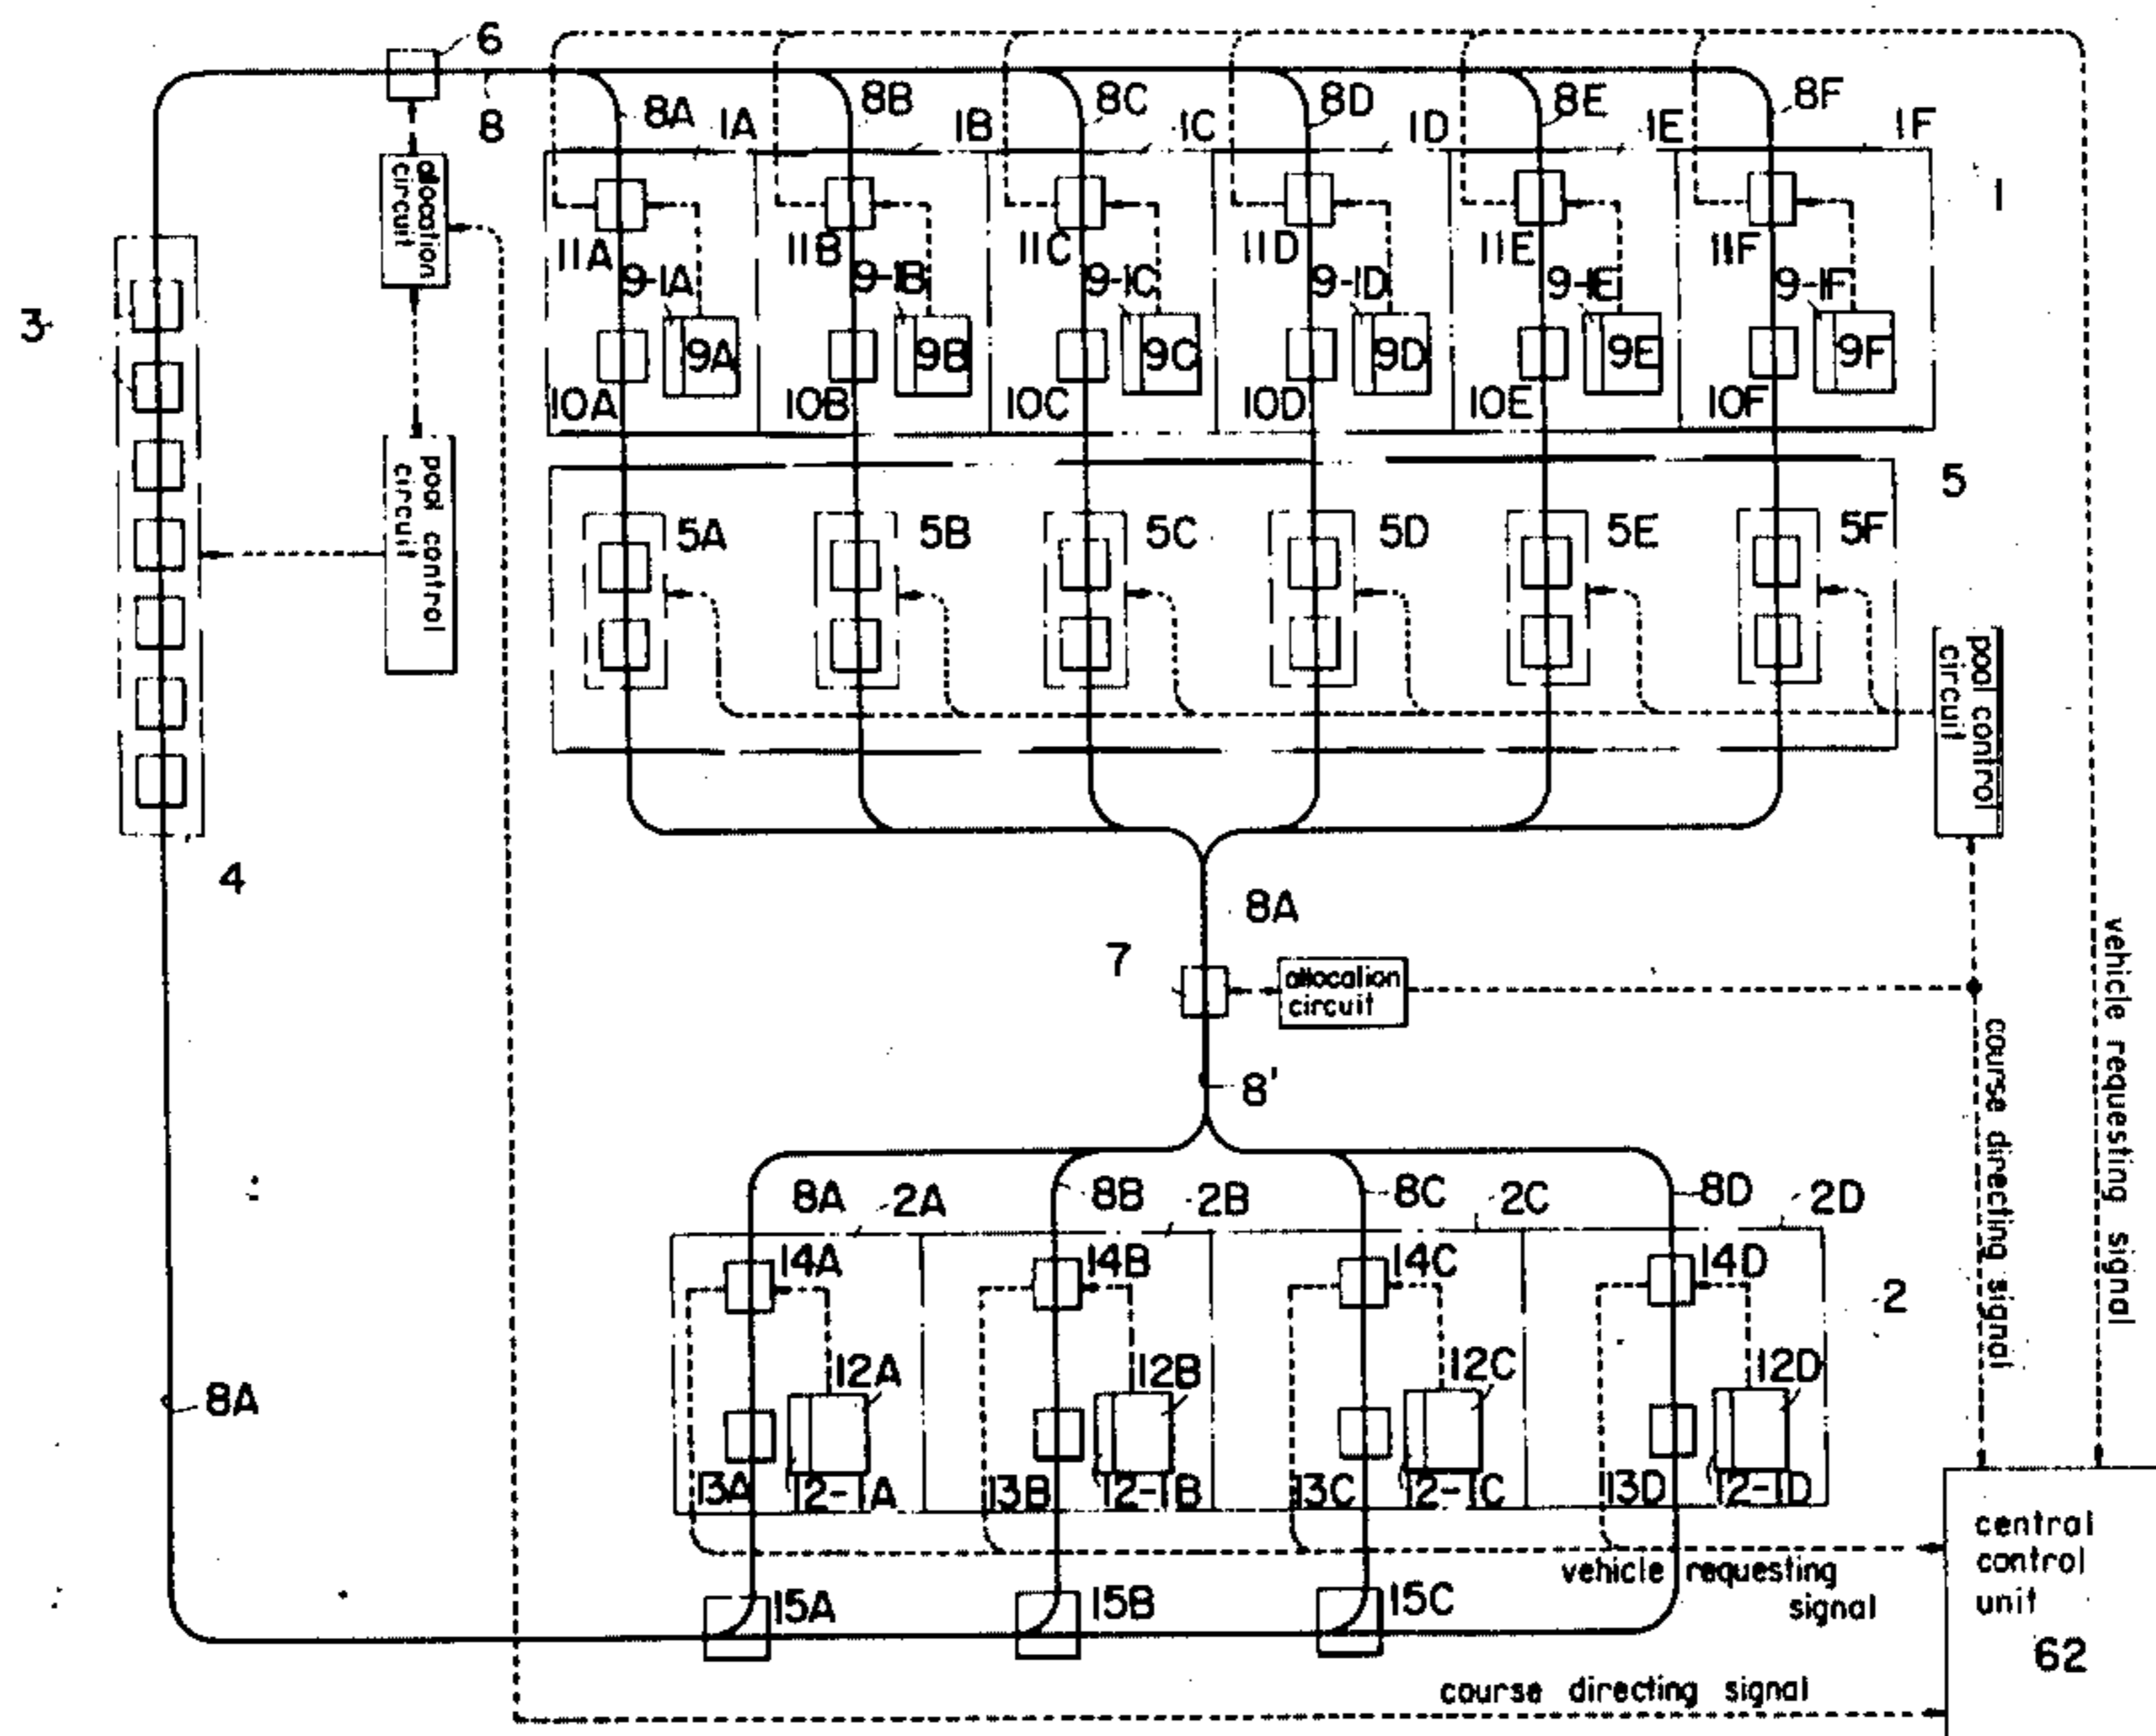 6
8
8A
8B
8C
8D
8E
8F
1A
1B
1C
1D
1E
1F
1
allocation
circuit
11A
11B
11C
11D
11E
11F
9-1A
9-1B
9-1C
9-1D
9-1E
9-1F
3
9A
9B
9C
9D
9E
9F
10A
10B
10C
10D
10E
10F
pool control
circuit
5
5A
5B
5C
5D
5E
5F
pool control
circuit
4
8A
7
allocation
circuit
vehicle requesting signal
course directing signal
8'
8A
2A
8B
2B
8C
2C
8D
2D
14A
14B
14C
14D
2
12A
12B
12C
12D
8A
13A
12-1A
13B
12-1B
13C
12-1C
13D
12-1D
central
control
unit
62
vehicle requesting
signal
15A
15B
15C
course directing signal